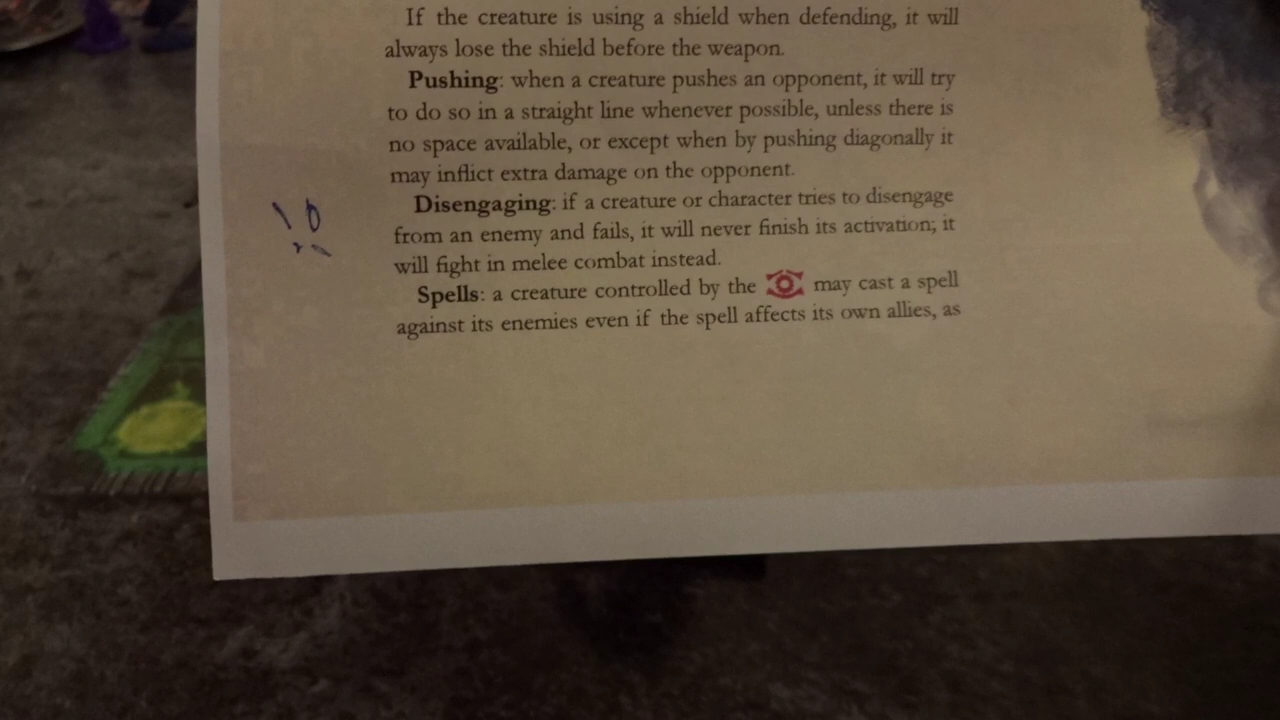 If the creature is using a shield when defending, it will
always lose the shield before the weapon.
Pushing: when a creature pushes an opponent, it will try
to do so in a straight line whenever possible, unless there is
no space available, or except when by pushing diagonally it
may inflict extra damage on the opponent.
Disengaging: if a creature or character tries to disengage
from an enemy and fails, it will never finish its activation; it
will fight in melee combat instead.
Spells: a creature controlled by the may cast a spell
against its enemies even if the spell affects its own allies, as